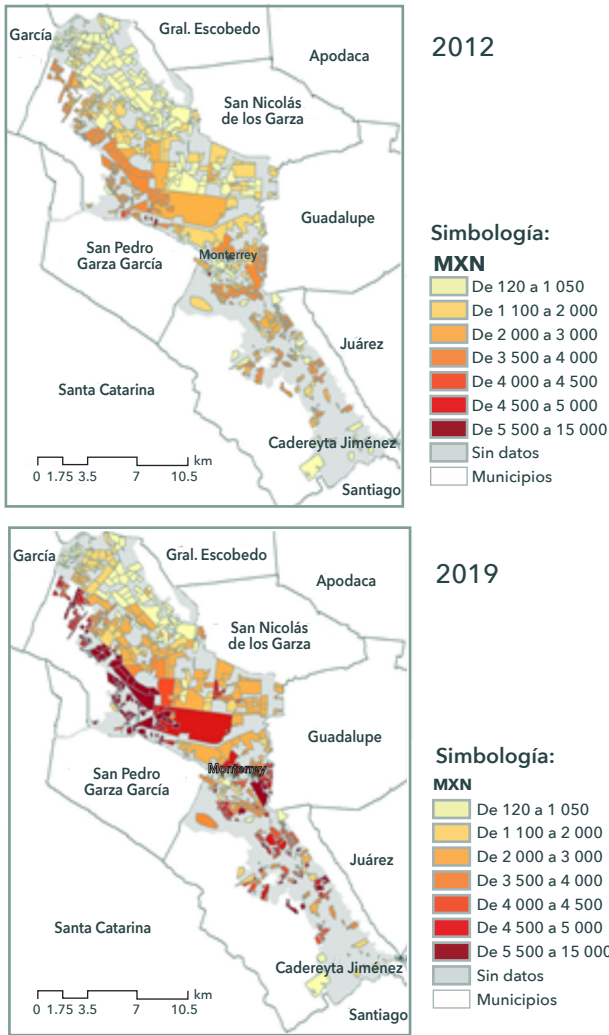 2012
García
Gral. Escobedo
Apodaca
San Nicolás
de los Garza
Guadalupe
San Pedro
Garza García
Monterrey
Juárez
Santa Catarina
Cadereyta Jiménez
Santiago
km
0 1.75 3.5 7 10.5
Simbología:
MXN
De 120 a 1 050
De 1 100 a 2 000
De 2 000 a 3 000
De 3 500 a 4 000
De 4 000 a 4 500
De 4 500 a 5 000
De 5 500 a 15 000
Sin datos
Municipios
2019
García
Gral. Escobedo
Apodaca
San Nicolás
de los Garza
Guadalupe
San Pedro
Garza García
Monterrey
Juárez
Santa Catarina
Cadereyta Jiménez
Santiago
km
0 1.75 3.5 7 10.5
Simbología:
MXN
De 120 a 1 050
De 1 100 a 2 000
De 2 000 a 3 000
De 3 500 a 4 000
De 4 000 a 4 500
De 4 500 a 5 000
De 5 500 a 15 000
Sin datos
Municipios